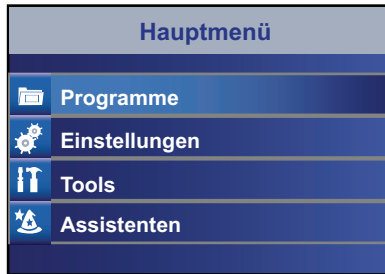 Hauptmenü
Programme
Einstellungen
Tools
Assistenten